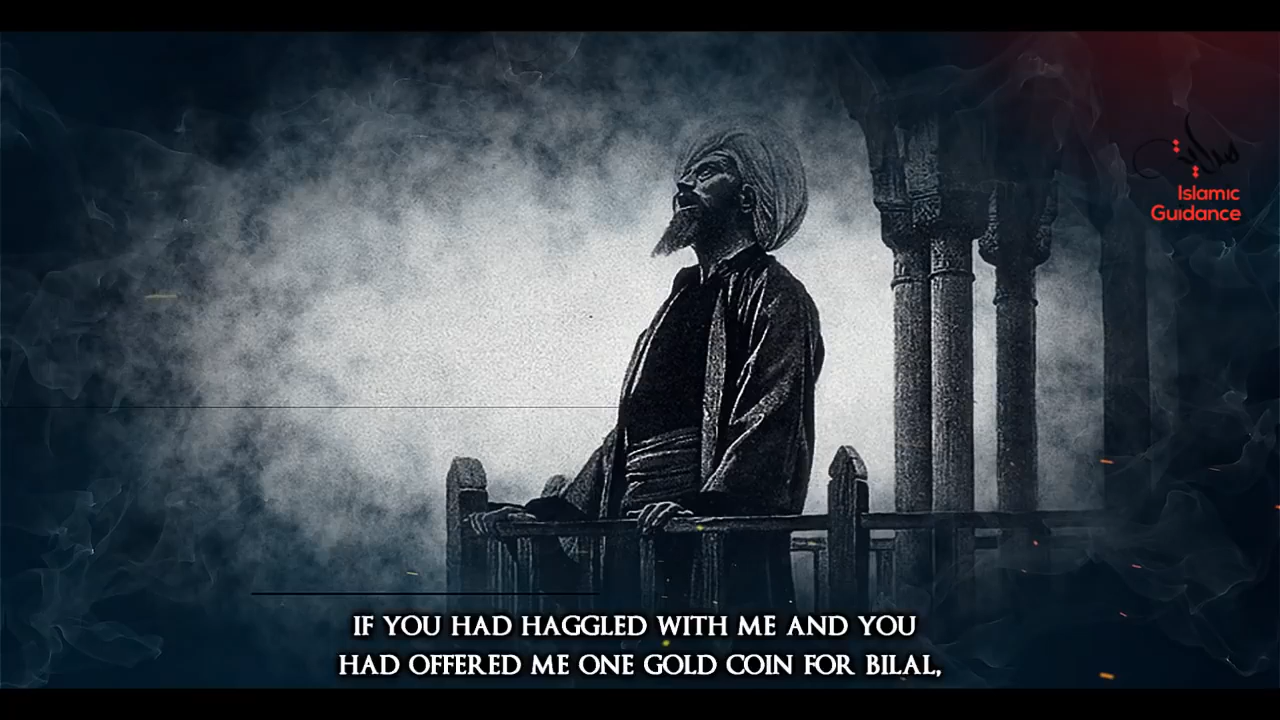 Islamic
Guidance
IF YOU HAD HAGGLED WITH ME AND YOU
HAD OFFERED ME ONE GOLD COIN FOR BILAL,